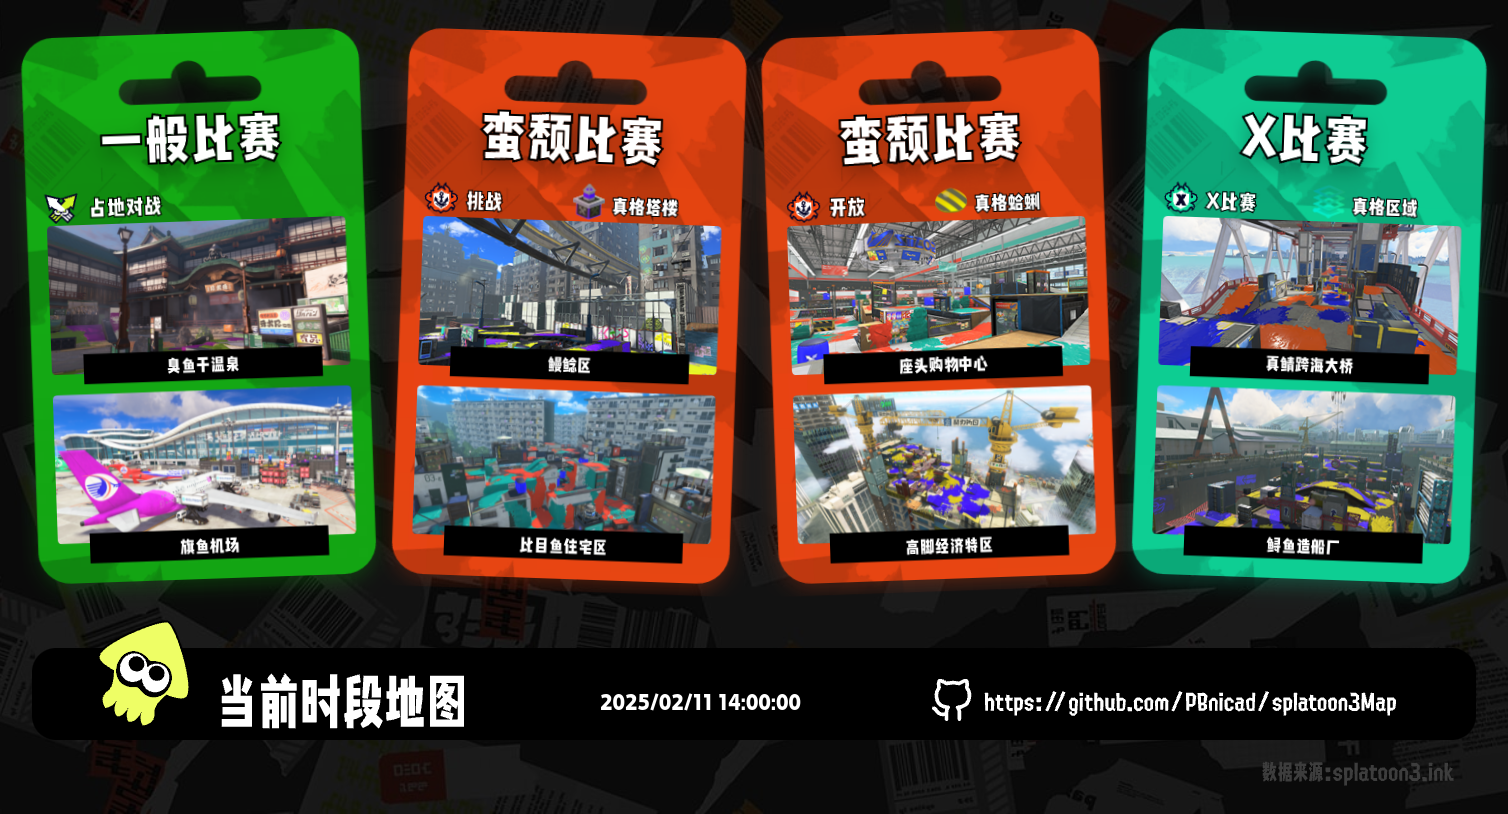 一般比赛
占地对战
臭鱼干温泉
旗鱼机场
蛮颓比赛
挑战
真格塔楼
鳗鲶区
比目鱼住宅区
蛮颓比赛
开放
真格蛤蜊
座头购物中心
高脚经济特区
X比赛
X比赛
真格区域
真鲭跨海大桥
鲟鱼造船厂
当前时段地图
2025/02/11 14:00:00
https://github.com/PBnicad/splatoon3Map
数据来源:splatoon3.ink